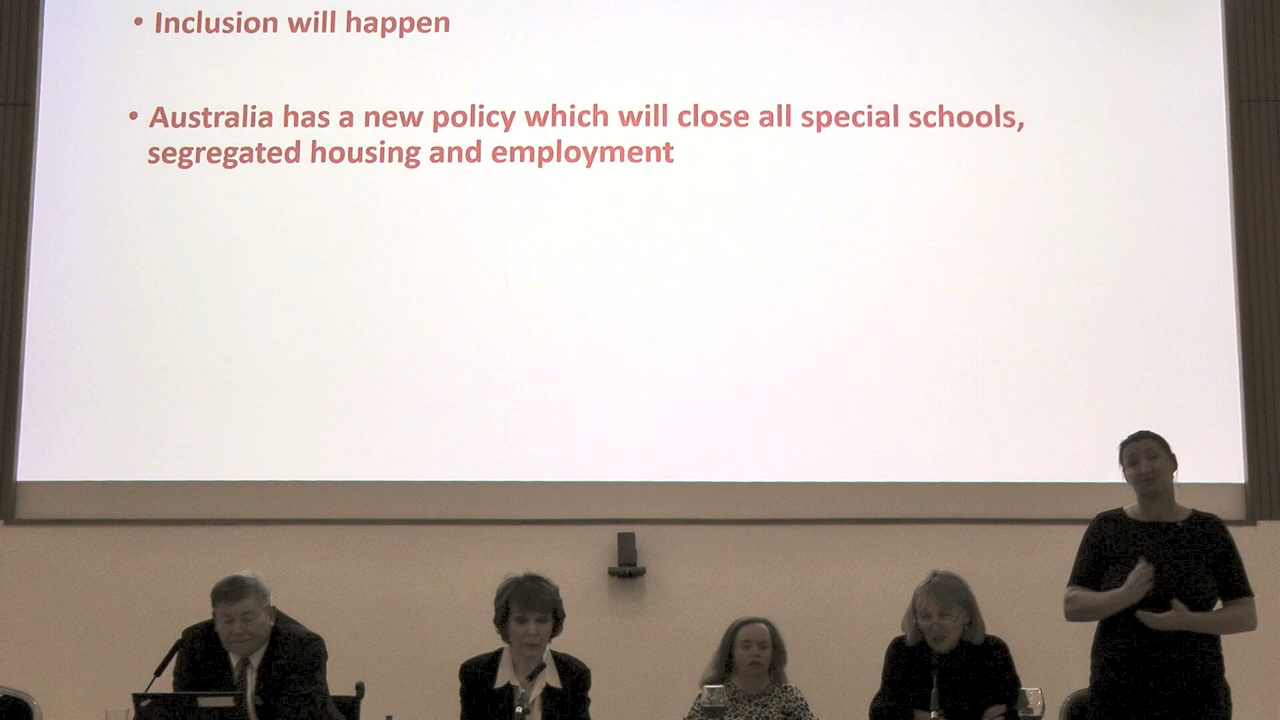 • Inclusion will happen
• Australia has a new policy which will close all special schools,
segregated housing and employment